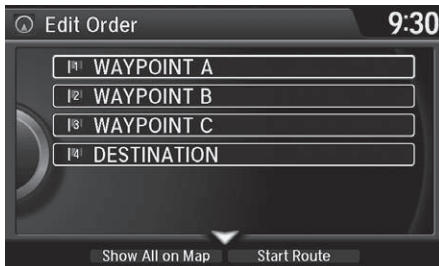 Edit Order 9:30
1 WAYPOINT A
2 WAYPOINT B
3 WAYPOINT C
4 DESTINATION
Show All on Map Start Route